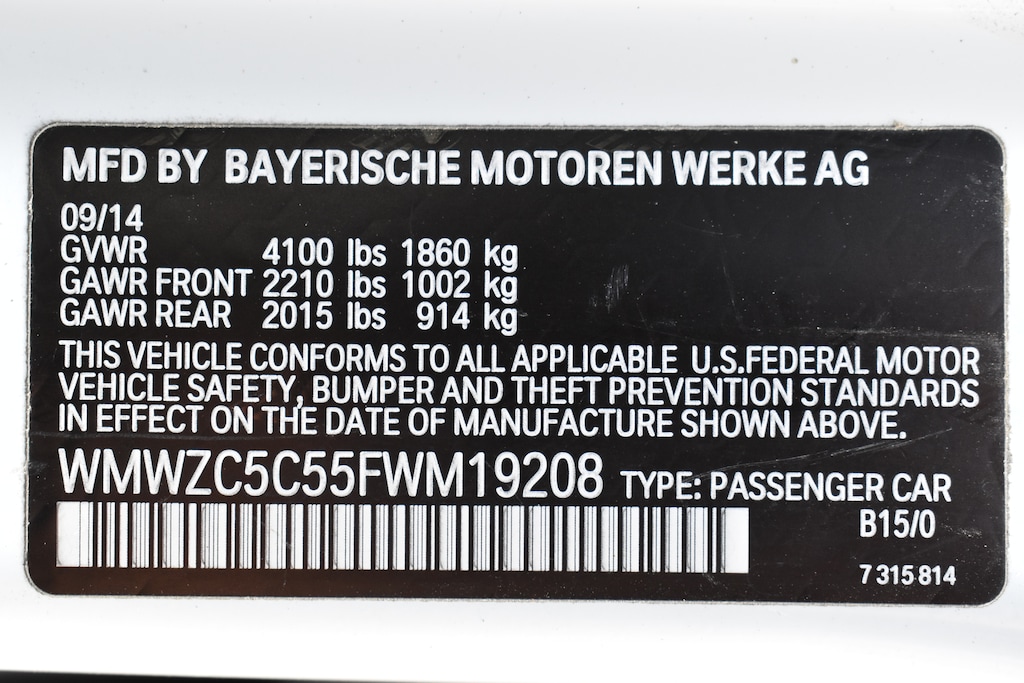 MFD BY BAYERISCHE MOTOREN WERKE AG
09/14
GVWR 4100 lbs 1860 kg
GAWR FRONT 2210 lbs 1002 kg
GAWR REAR 2015 lbs 914 kg
THIS VEHICLE CONFORMS TO ALL APPLICABLE U.S.FEDERAL MOTOR
VEHICLE SAFETY, BUMPER AND THEFT PREVENTION STANDARDS
IN EFFECT ON THE DATE OF MANUFACTURE SHOWN ABOVE.
WMWZC5C55FWM19208 TYPE: PASSENGER CAR
B15/0
7 315 814